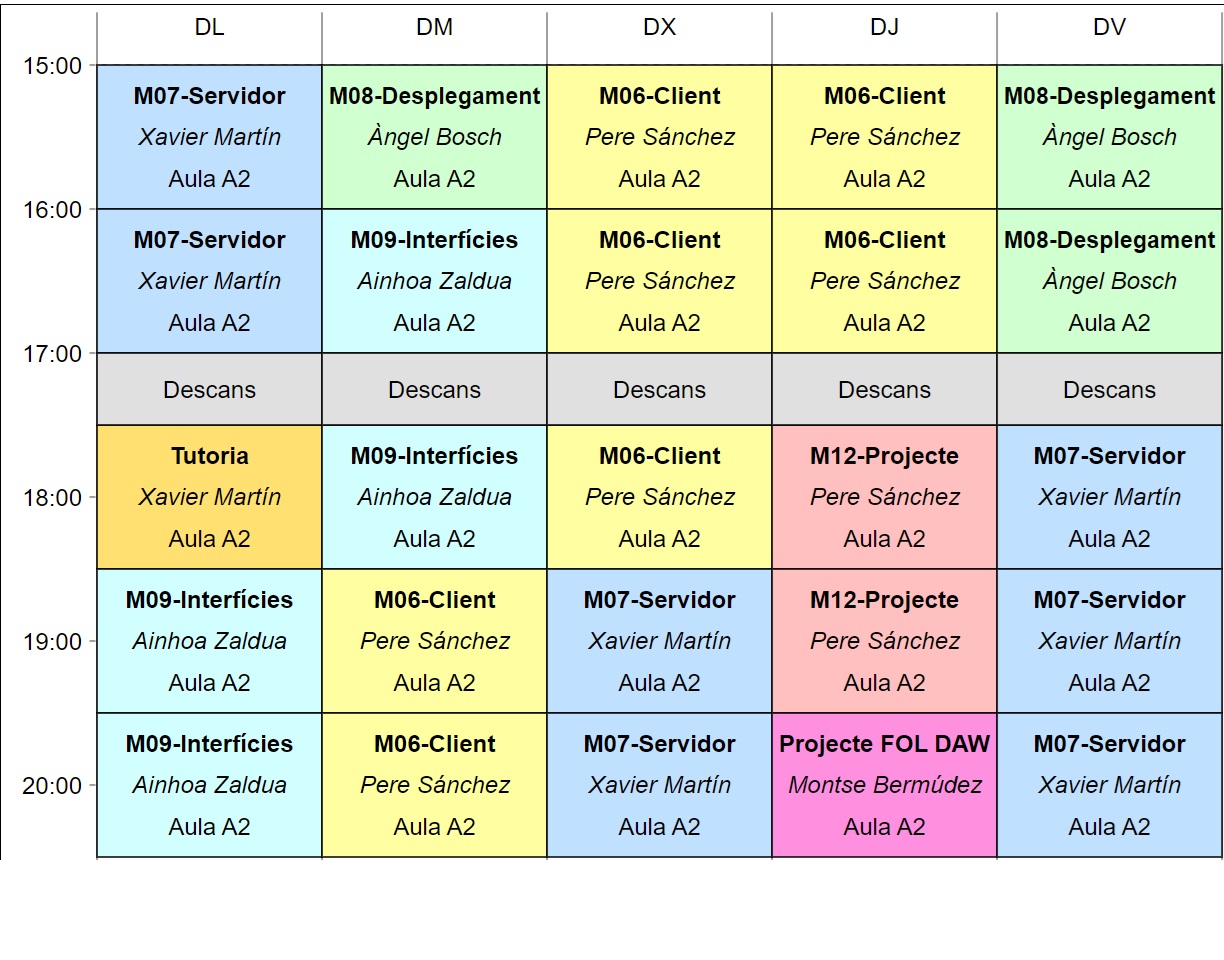 DL DM DX DJ DV
15:00
M07-Servidor M08-Desplegament M06-Client M06-Client M08-Desplegament
Xavier Martín Àngel Bosch Pere Sánchez Pere Sánchez Àngel Bosch
Aula A2 Aula A2 Aula A2 Aula A2 Aula A2
16:00
M07-Servidor M09-Interfícies M06-Client M06-Client M08-Desplegament
Xavier Martín Ainhoa Zaldua Pere Sánchez Pere Sánchez Àngel Bosch
Aula A2 Aula A2 Aula A2 Aula A2 Aula A2
17:00
Descans Descans Descans Descans Descans
Tutoria M09-Interfícies M06-Client M12-Projecte M07-Servidor
18:00 Xavier Martín Ainhoa Zaldua Pere Sánchez Pere Sánchez Xavier Martín
Aula A2 Aula A2 Aula A2 Aula A2 Aula A2
M09-Interfícies M06-Client M07-Servidor M12-Projecte M07-Servidor
19:00 Ainhoa Zaldua Pere Sánchez Xavier Martín Pere Sánchez Xavier Martín
Aula A2 Aula A2 Aula A2 Aula A2 Aula A2
M09-Interfícies M06-Client M07-Servidor Projecte FOL DAW M07-Servidor
20:00 Ainhoa Zaldua Pere Sánchez Xavier Martín Montse Bermúdez Xavier Martín
Aula A2 Aula A2 Aula A2 Aula A2 Aula A2